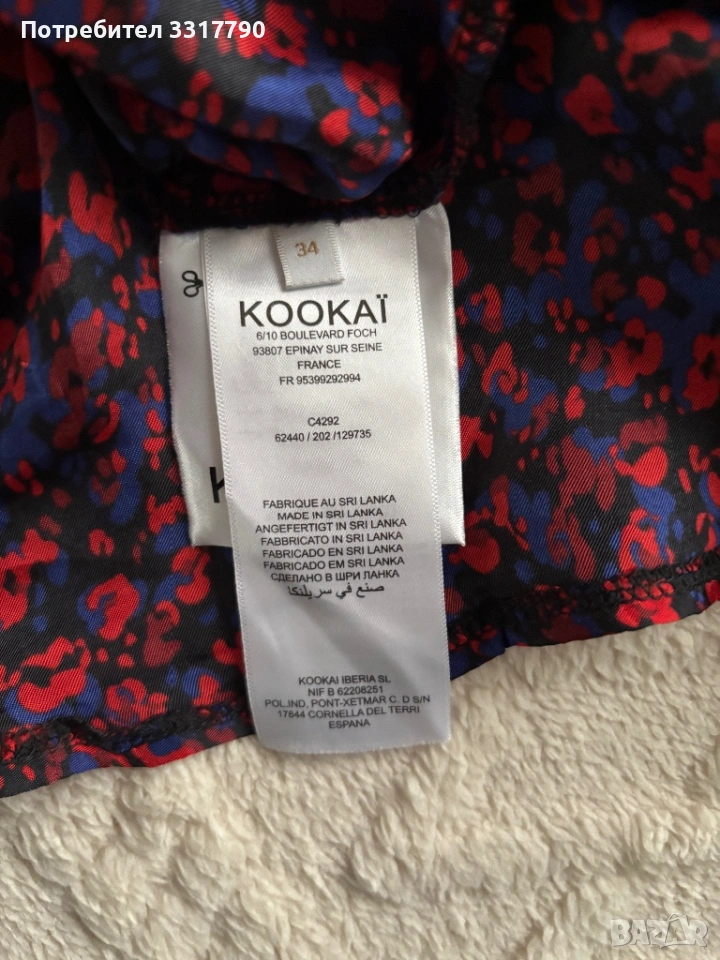 Потребител 3317790
34
KOOKAÏ
6/10 BOULEVARD FOCH
93807 EPINAY SUR SEINE
FRANCE
FR 95399292994
C4292
62440 / 202 /129735
K
FABRIQUE AU SRI LANKA
MADE IN SRI LANKA
ANGEFERTIGT IN SRI LANKA
FABBRICATO IN SRI LANKA
FABRICADO EN SRI LANKA
FABRICADO EM SRI LANKA
СДЕЛАНО В ШРИ ЛАНКА
صنع في سريلنكا
KOOKAI IBERIA SL
NIF B 62208251
POL.IND, PONT-XETMAR C. D S/N
17844 CORNELLA DEL TERRI
ESPANA
BAZAR